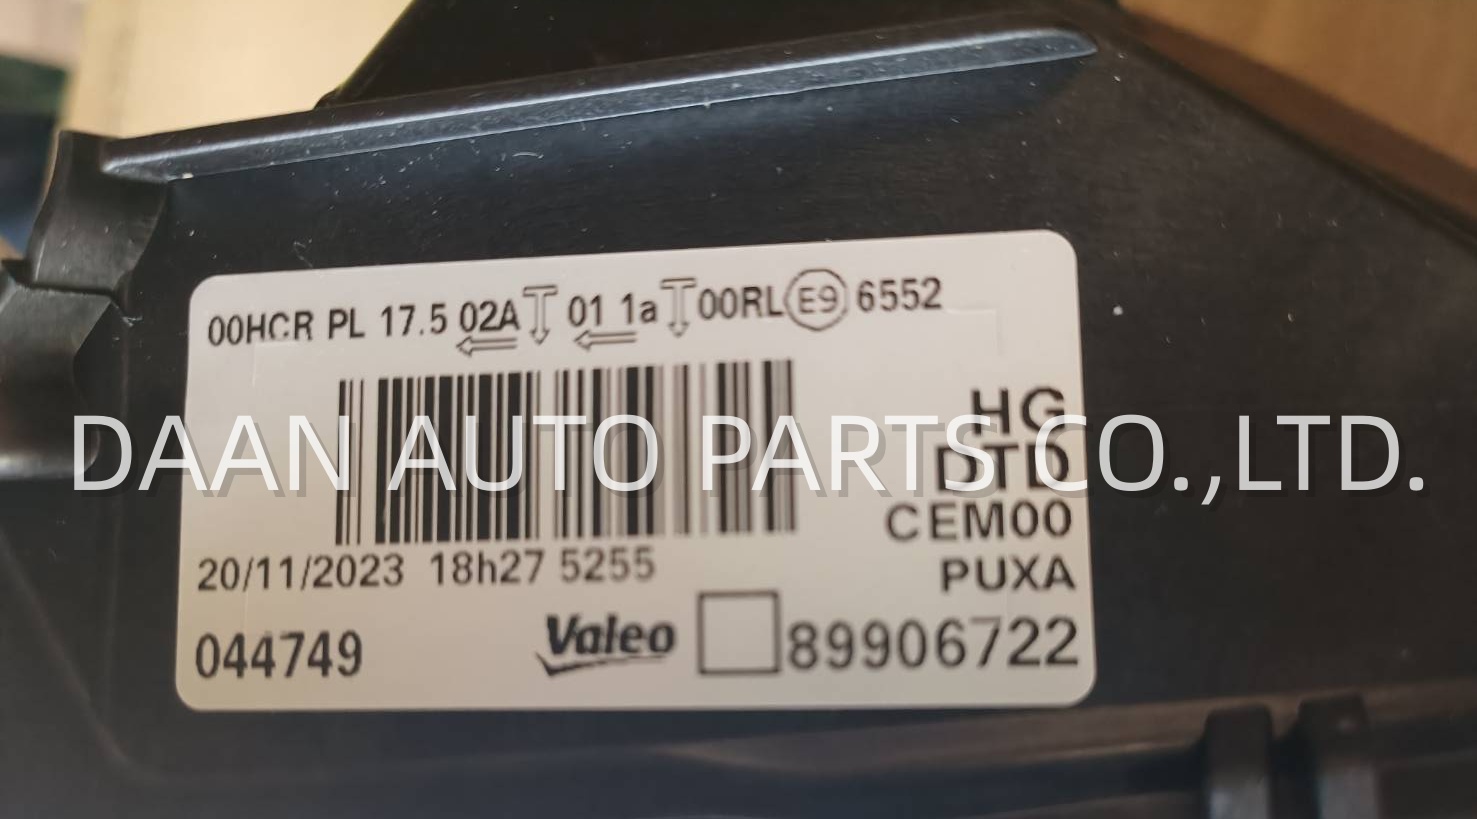 00HCR PL 17.5 02A 01 1a 00RL E9 6552
HG
DAAN AUTO PARTS CO.,LTD.
DTD
CEM00
20/11/2023 18h27 5255
PUXA
044749
Valeo
89906722